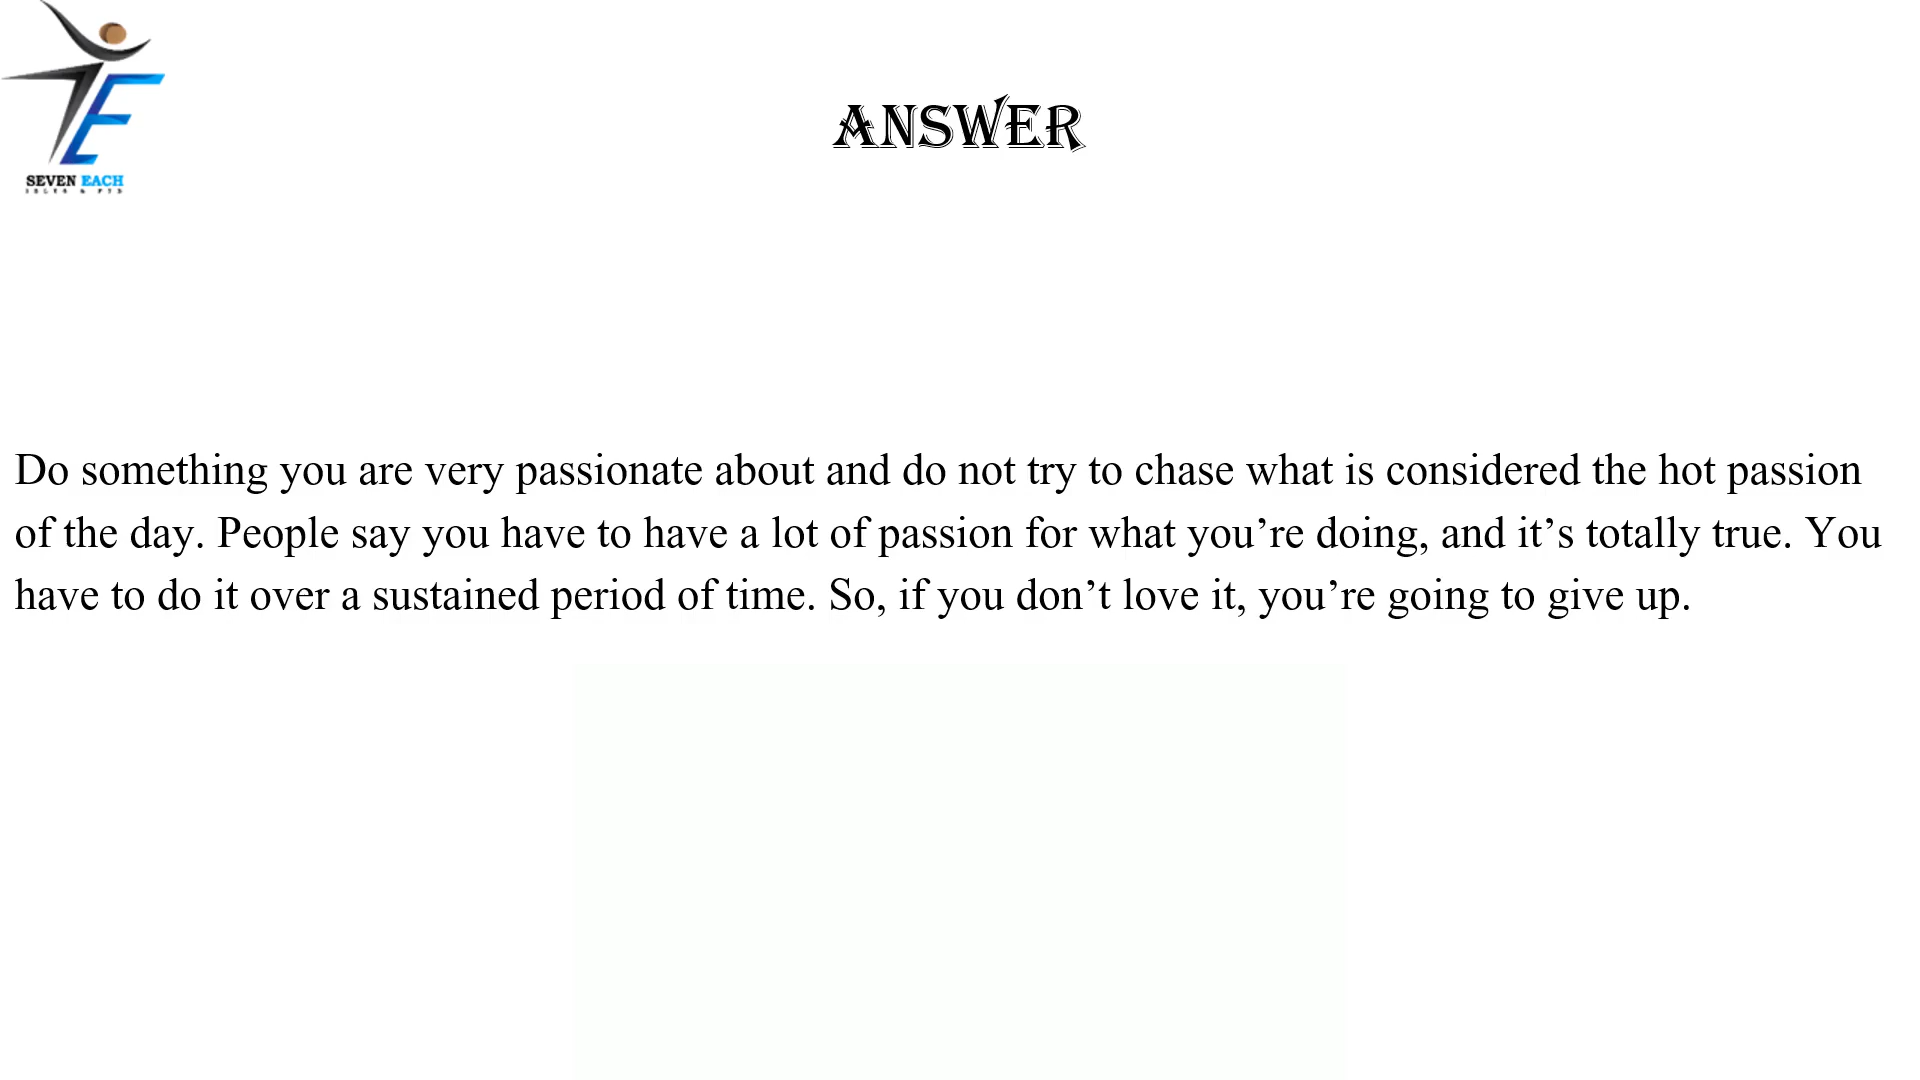 SEVEN EACH
IELTS & PTE
ANSWER
Do something you are very passionate about and do not try to chase what is considered the hot passion
of the day. People say you have to have a lot of passion for what you’re doing, and it’s totally true. You
have to do it over a sustained period of time. So, if you don’t love it, you’re going to give up.